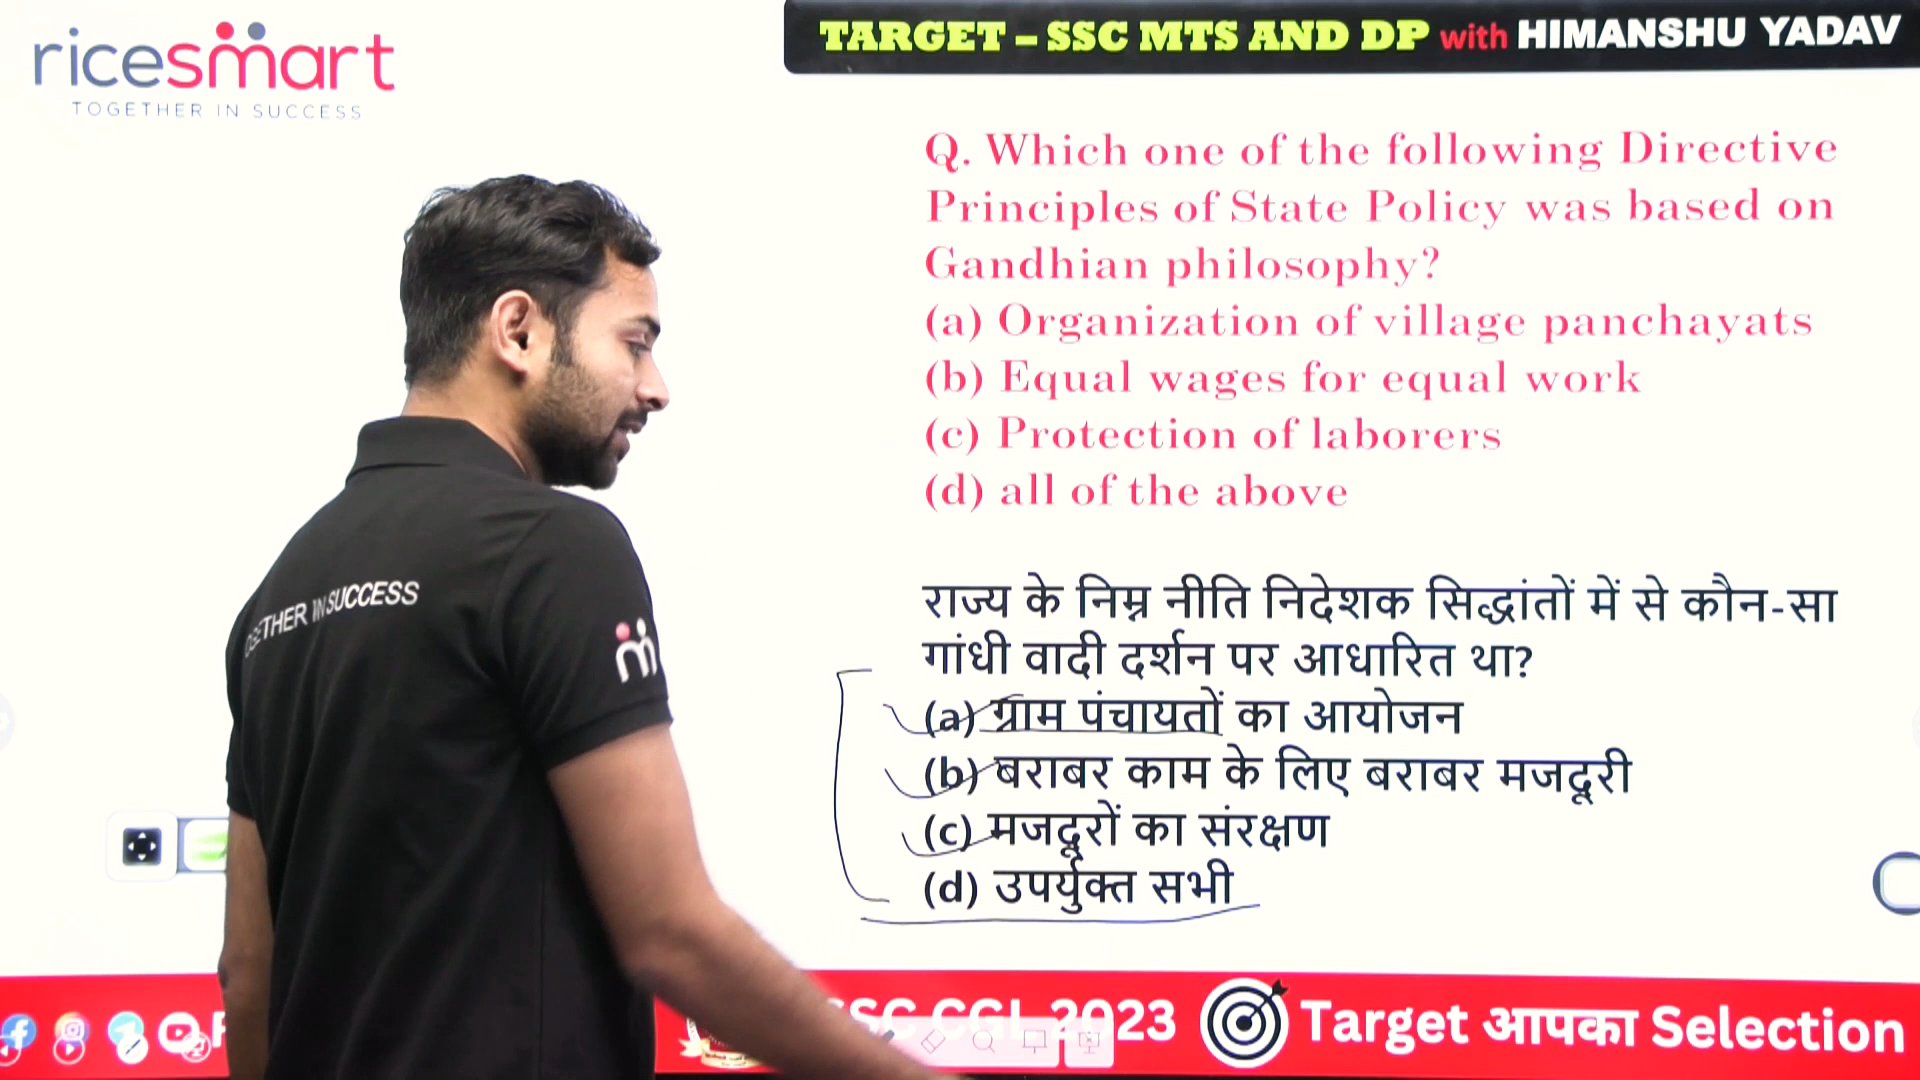 ricesmart
TOGETHER IN SUCCESS
TARGET – SSC MTS AND DP with HIMANSHU YADAV
Q. Which one of the following Directive
Principles of State Policy was based on
Gandhian philosophy?
(a) Organization of village panchayats
(b) Equal wages for equal work
(c) Protection of laborers
(d) all of the above
राज्य के निम्न नीति निदेशक सिद्धांतों में से कौन-सा
गांधी वादी दर्शन पर आधारित था?
(a) ग्राम पंचायतों का आयोजन
(b) बराबर काम के लिए बराबर मजदूरी
(c) मजदूरों का संरक्षण
(d) उपर्युक्त सभी
IN SUCCESS
CGL 2023 Target आपका Selection